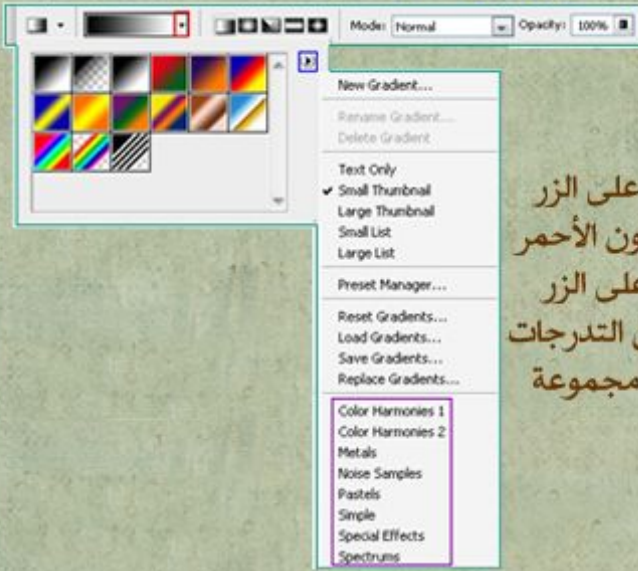 Mode: Normal Opacity: 100%
New Gradient...
Rename Gradient...
Delete Gradient
Text Only
Small Thumbnail
Large Thumbnail
Small List
Large List
Preset Manager...
Reset Gradients...
Load Gradients...
Save Gradients...
Replace Gradients...
Color Harmonies 1
Color Harmonies 2
Metals
Noise Samples
Pastels
Simple
Special Effects
Spectrums
على الزر
الأحمر
على الزر
التدرجات